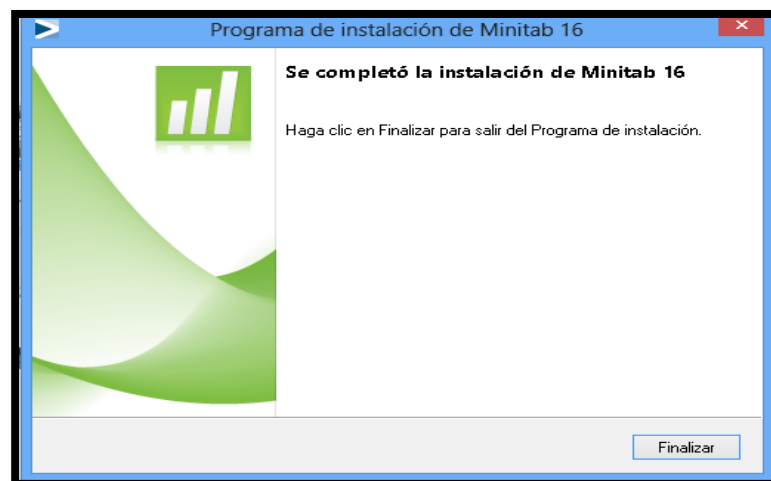 Programa de instalación de Minitab 16
Se completó la instalación de Minitab 16
Haga clic en Finalizar para salir del Programa de instalación.
Finalizar